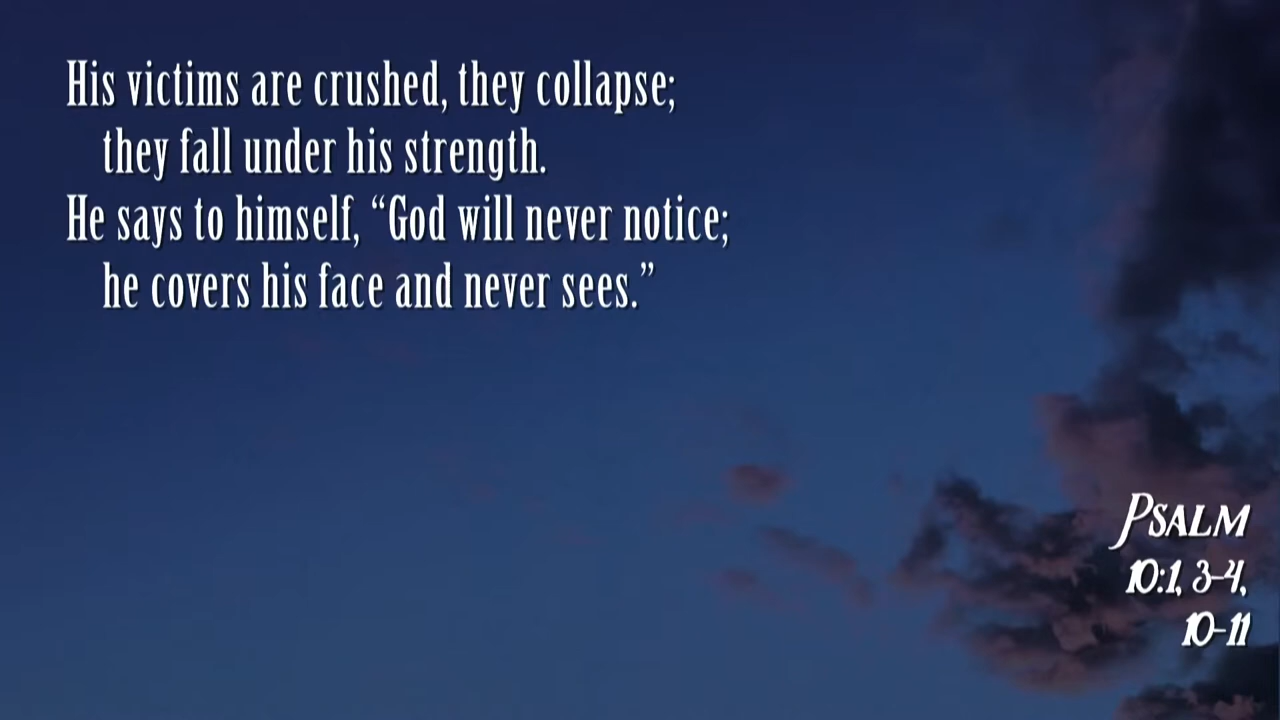 His victims are crushed, they collapse;
they fall under his strength.
He says to himself, “God will never notice;
he covers his face and never sees.”
Psalm
10:1, 3-4,
10-11